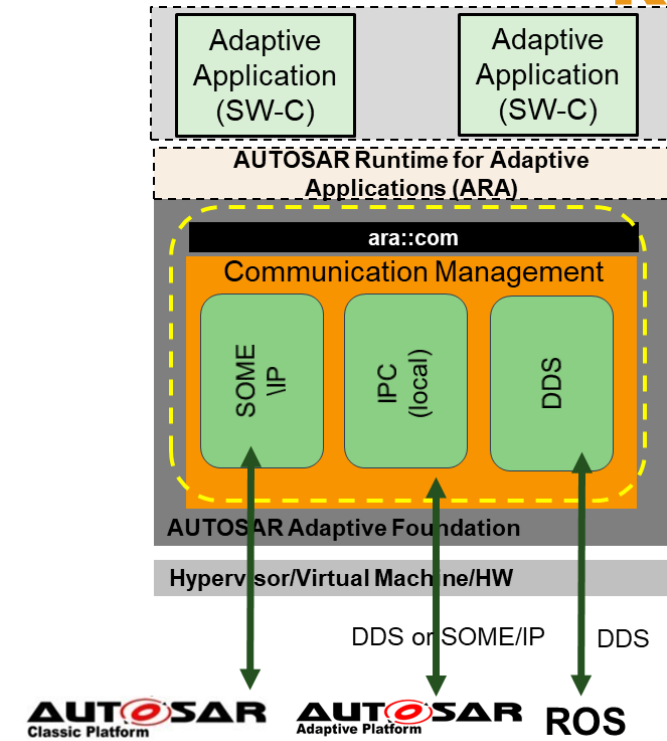 Adaptive
Application
(SW-C)
Adaptive
Application
(SW-C)
AUTOSAR Runtime for Adaptive
Applications (ARA)
ara::com
Communication Management
SOME
\IP
IPC
(local)
DDS
AUTOSAR Adaptive Foundation
Hypervisor/Virtual Machine/HW
DDS or SOME/IP
DDS
AUTOSAR
Classic Platform
AUTOSAR
Adaptive Platform
ROS